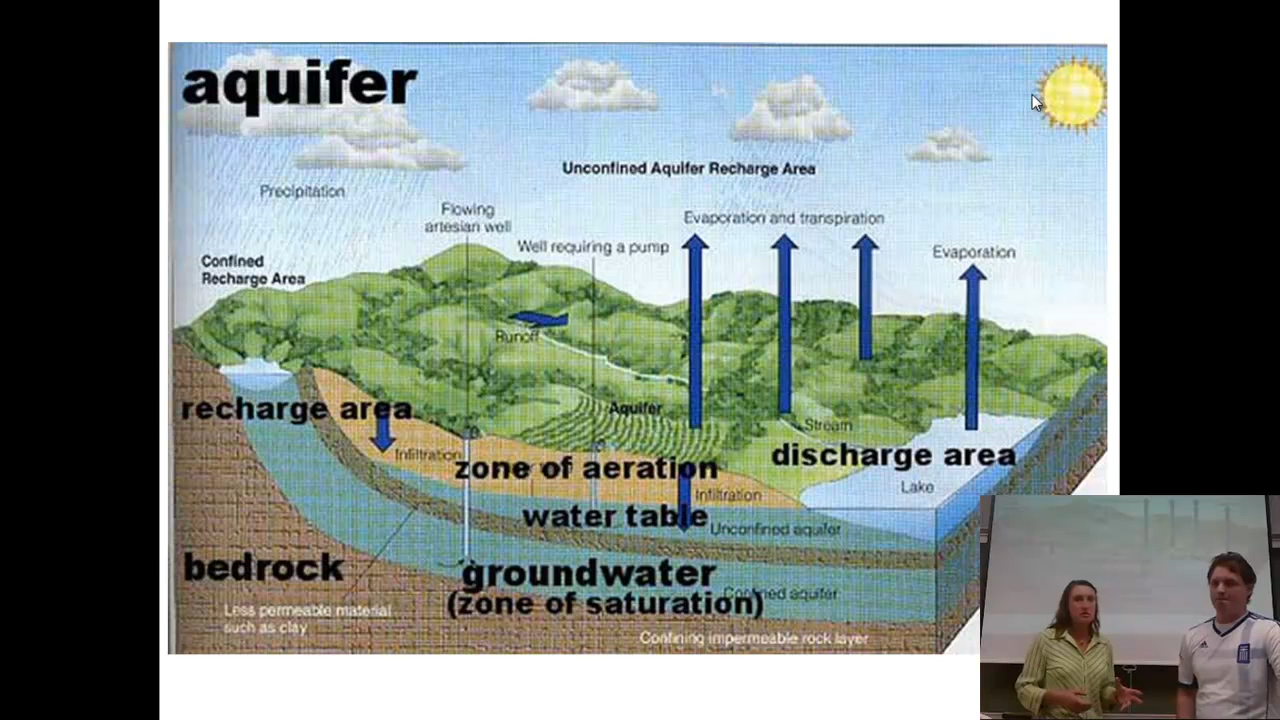 aquifer
Unconfined Aquifer Recharge Area
Precipitation
Flowing
artesian well
Evaporation and transpiration
Well requiring a pump
Evaporation
Confined
Recharge Area
Runoff
recharge area
Aquifer
Stream
Infiltration
zone of aeration
discharge area
Lake
Infiltration
water table
Unconfined aquifer
bedrock
groundwater
Confined aquifer
(zone of saturation)
Less permeable material
such as clay
Confining impermeable rock layer